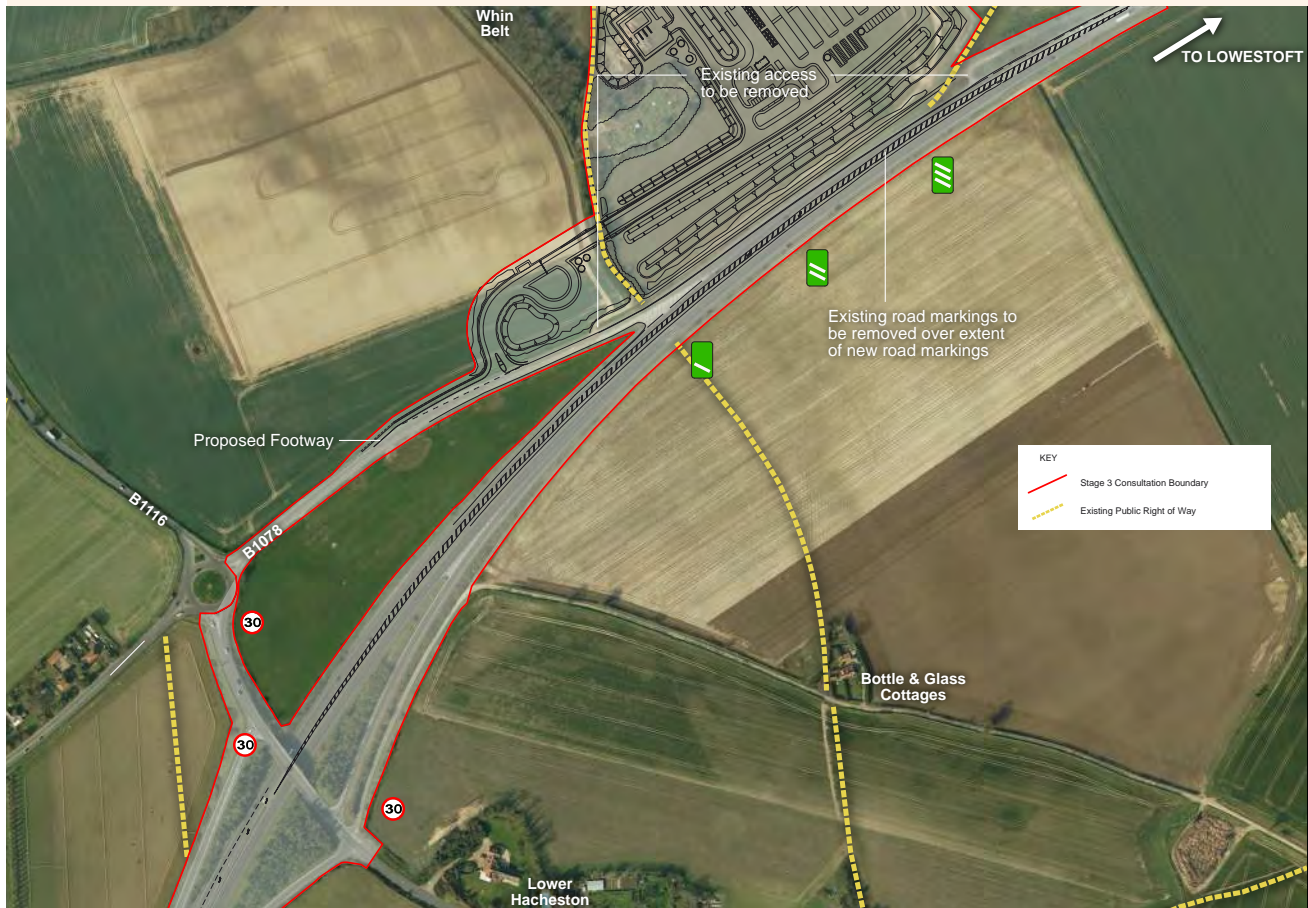 Whin
Belt
TO LOWESTOFT
Existing access
to be removed
Existing road markings to
be removed over extent
of new road markings
Proposed Footway
KEY
Stage 3 Consultation Boundary
Existing Public Right of Way
B1116
B1078
30
30
30
Bottle & Glass
Cottages
Lower
Hacheston